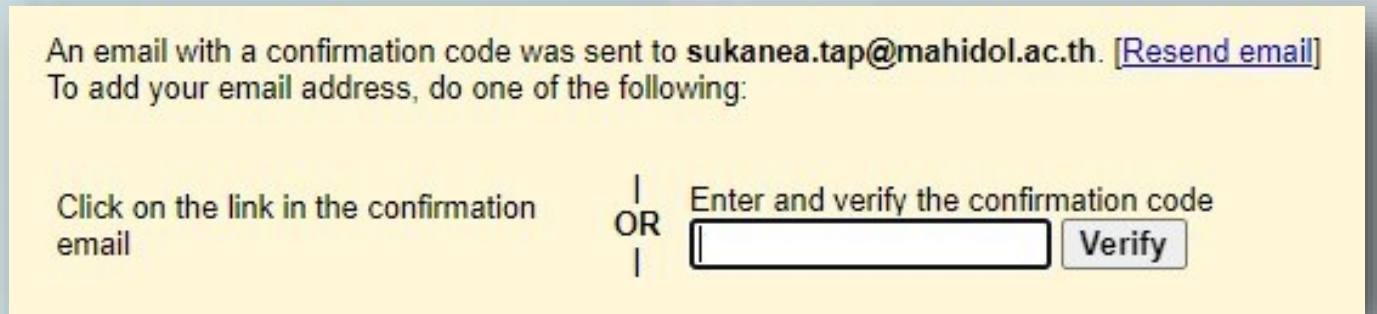 An email with a confirmation code was sent to sukanea.tap@mahidol.ac.th. [Resend email]
To add your email address, do one of the following:
Click on the link in the confirmation
email
|
OR
|
Enter and verify the confirmation code
Verify